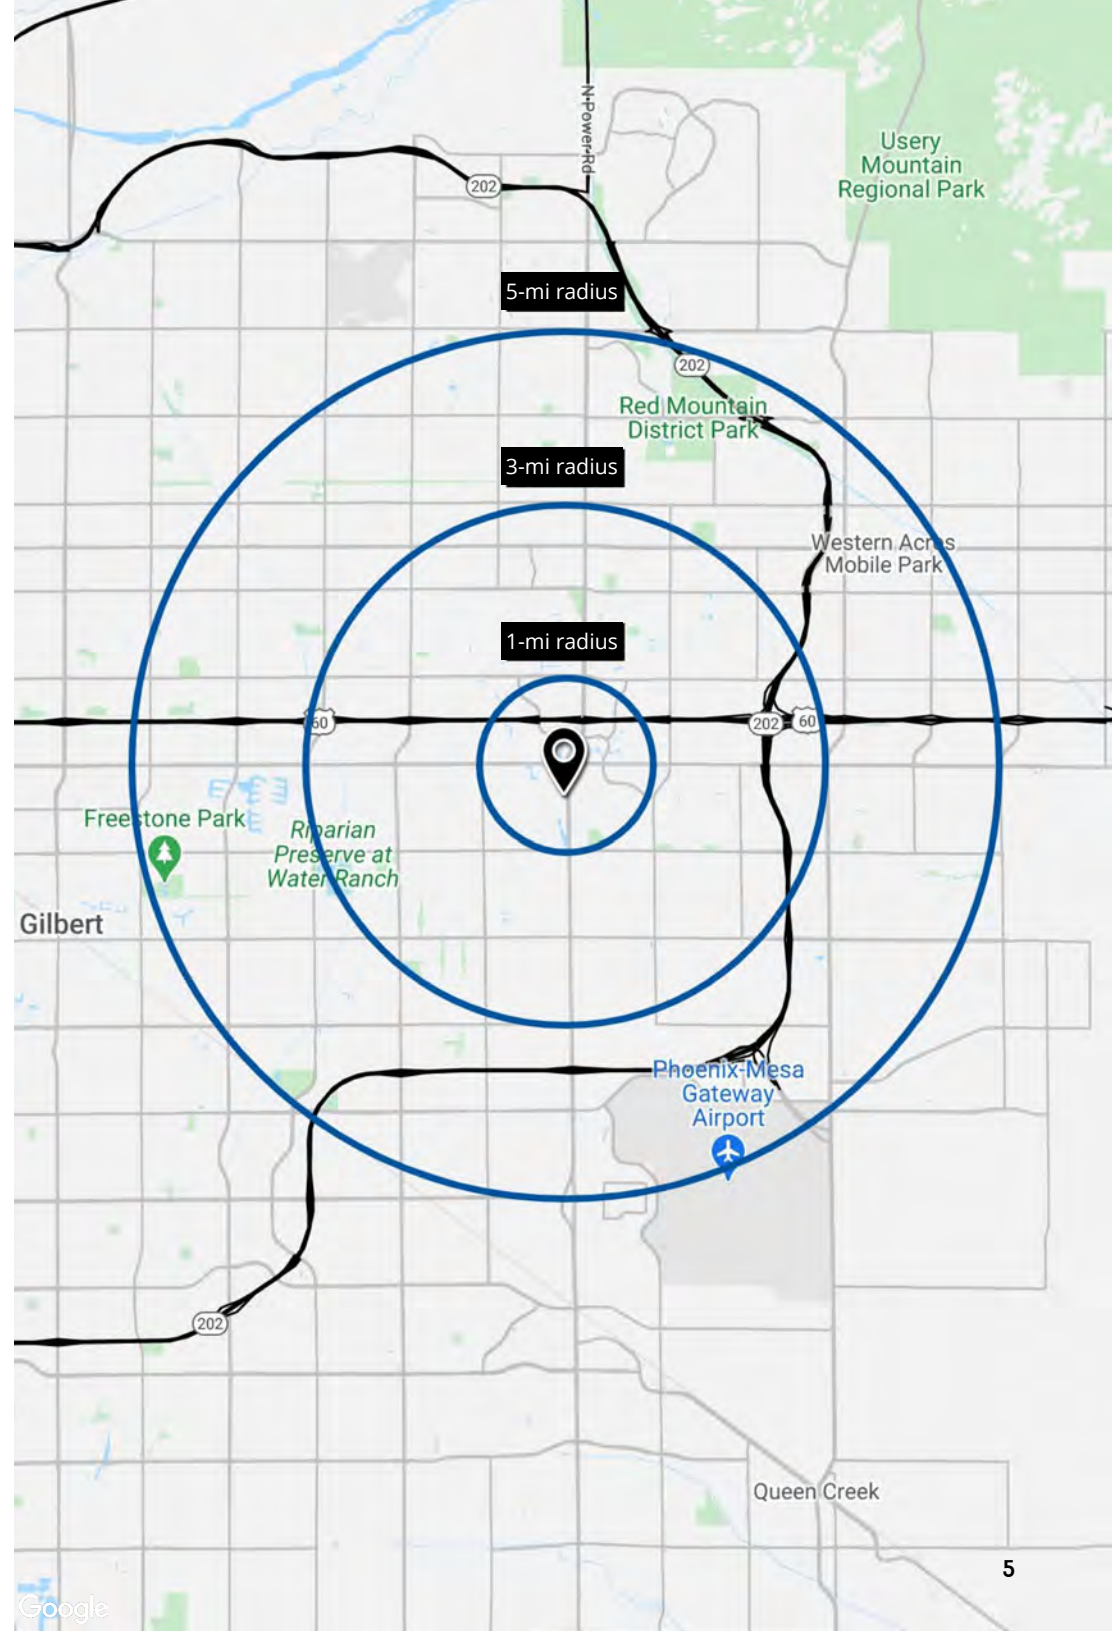 N Power Rd
Usery
Mountain
Regional Park
202
5-mi radius
202
Red Mountain
District Park
3-mi radius
Western Acres
Mobile Park
1-mi radius
60
202
60
Freestone Park
Riparian
Preserve at
Water Ranch
Gilbert
Phoenix-Mesa
Gateway
Airport
202
Queen Creek
5
Google